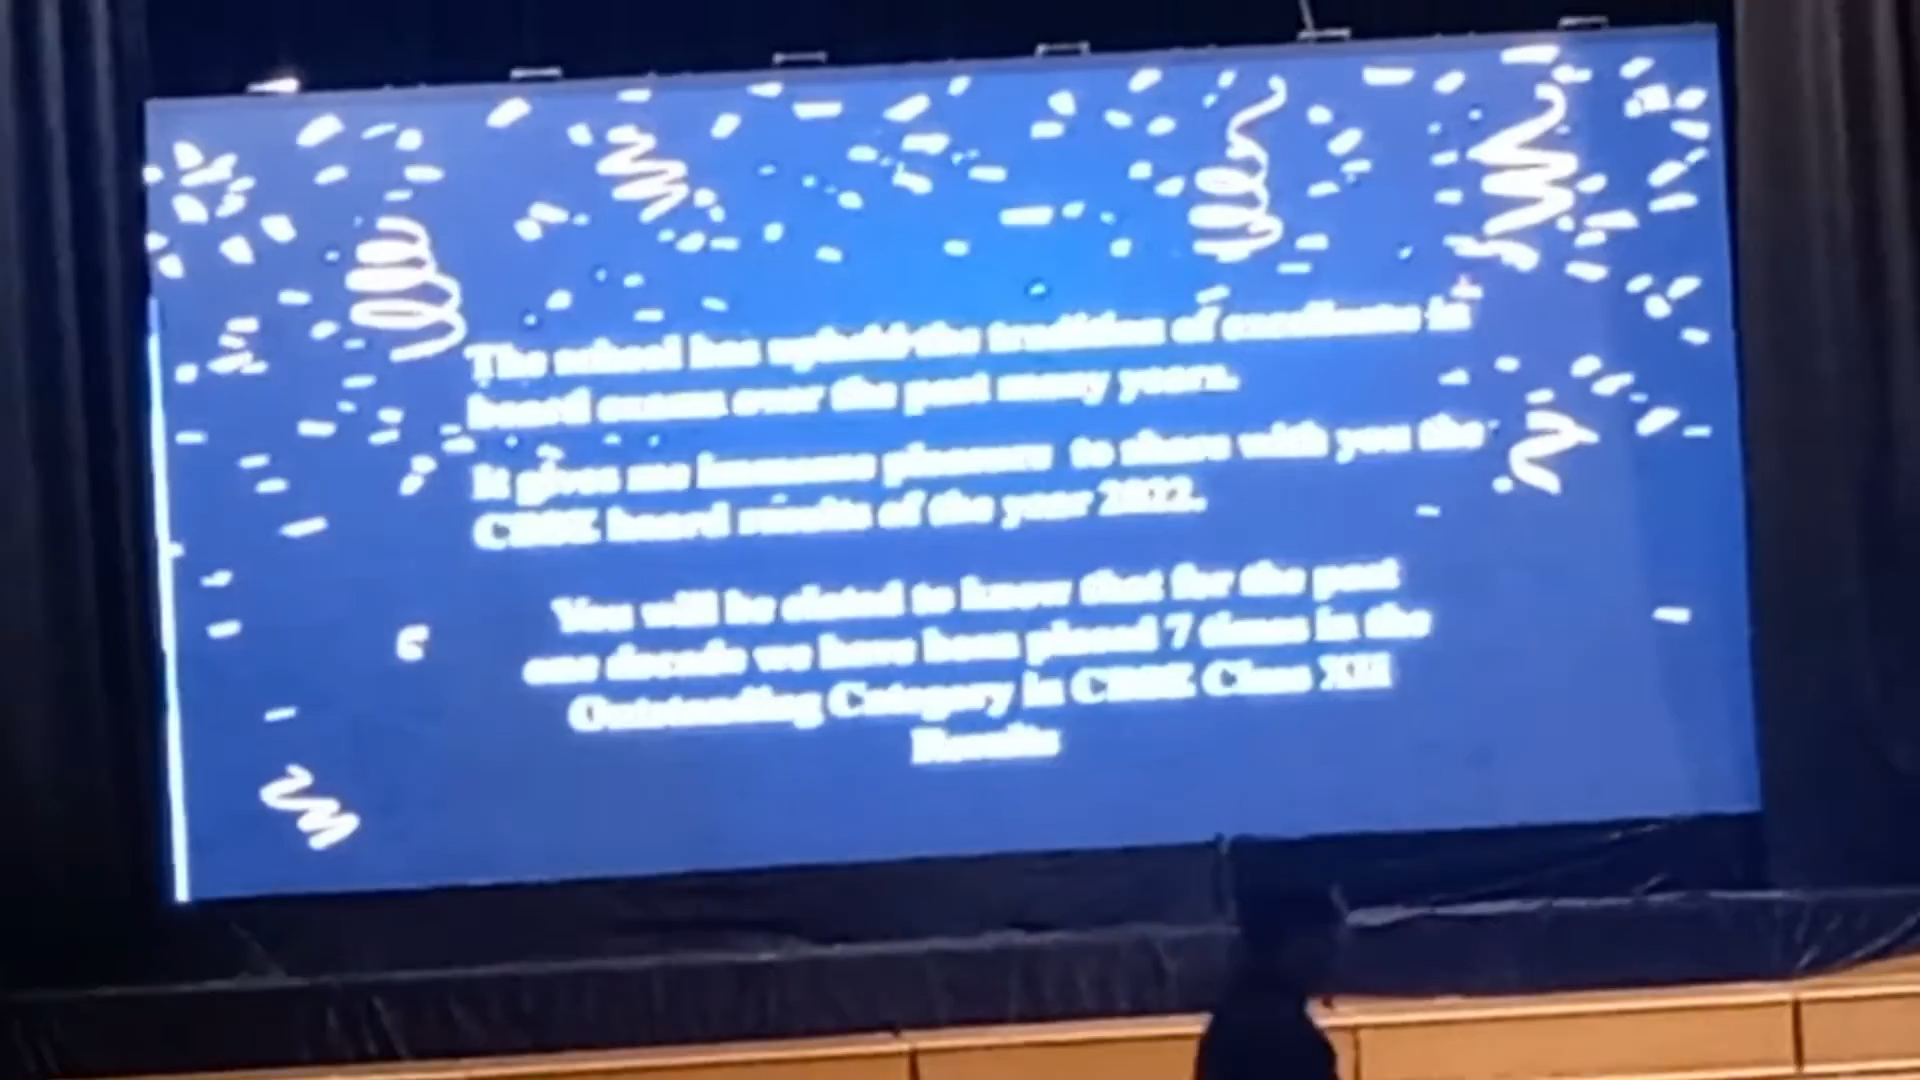 The school has uphold the tradition of excellence in
board exams over the past many years.
It gives me immense pleasure to share with you the
CBSE board results of the year 2022.
You will be elated to know that for the past
one decade we have been placed 7 times in the
Outstanding Category in CBSE Class XII
Results